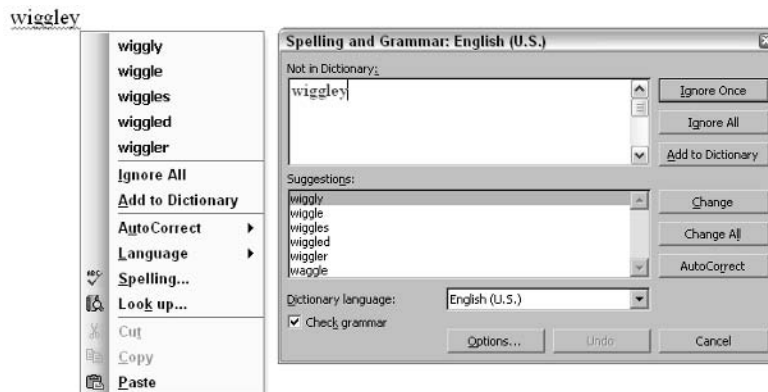 wiggley
wiggly
wiggle
wiggles
wiggled
wiggler
Ignore All
Add to Dictionary
AutoCorrect
Language
Spelling...
Look up...
Cut
Copy
Paste
Spelling and Grammar: English (U.S.)
Not in Dictionary:
wiggley
Ignore Once
Ignore All
Add to Dictionary
Suggestions:
wiggly
wiggle
wiggles
wiggled
wiggler
waggle
Change
Change All
AutoCorrect
Dictionary language: English (U.S.)
Check grammar
Options... Undo Cancel